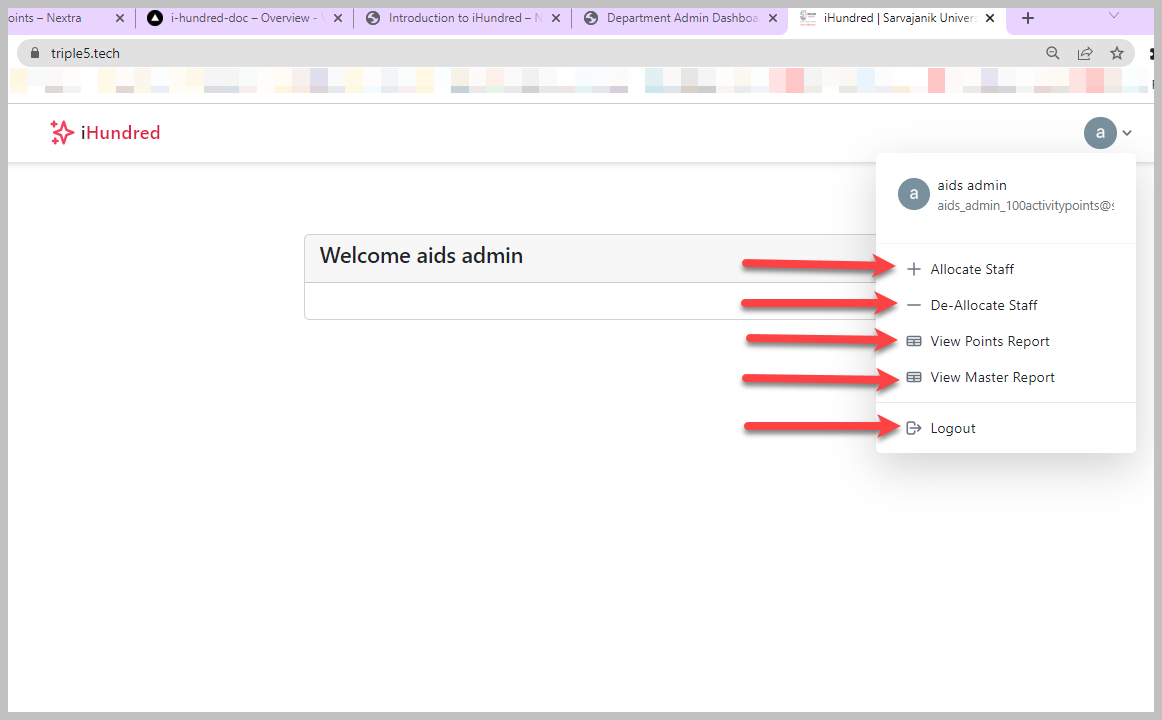 oints – Nextra
i-hundred-doc – Overview -
Introduction to iHundred –
Department Admin Dashboa
iHundred | Sarvajanik Univer
triple5.tech
iHundred
a
a
aids admin
aids_admin_100activitypoints@s
Welcome aids admin
Allocate Staff
De-Allocate Staff
View Points Report
View Master Report
Logout